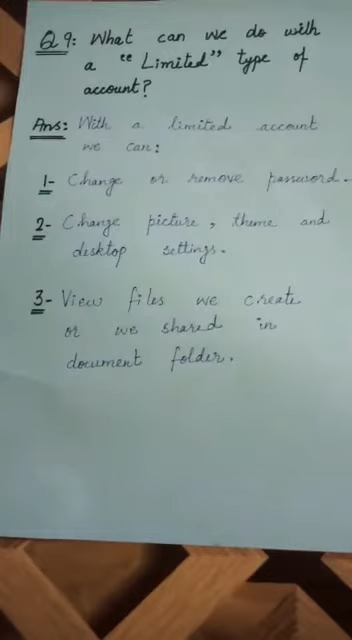 Q 9: What can we do with
a "Limited" type of
account?
Ans: With a limited account
we can:
1- Change or remove password.
2- Change picture, theme and
desktop settings.
3- View files we create
or we shared in
document folder.